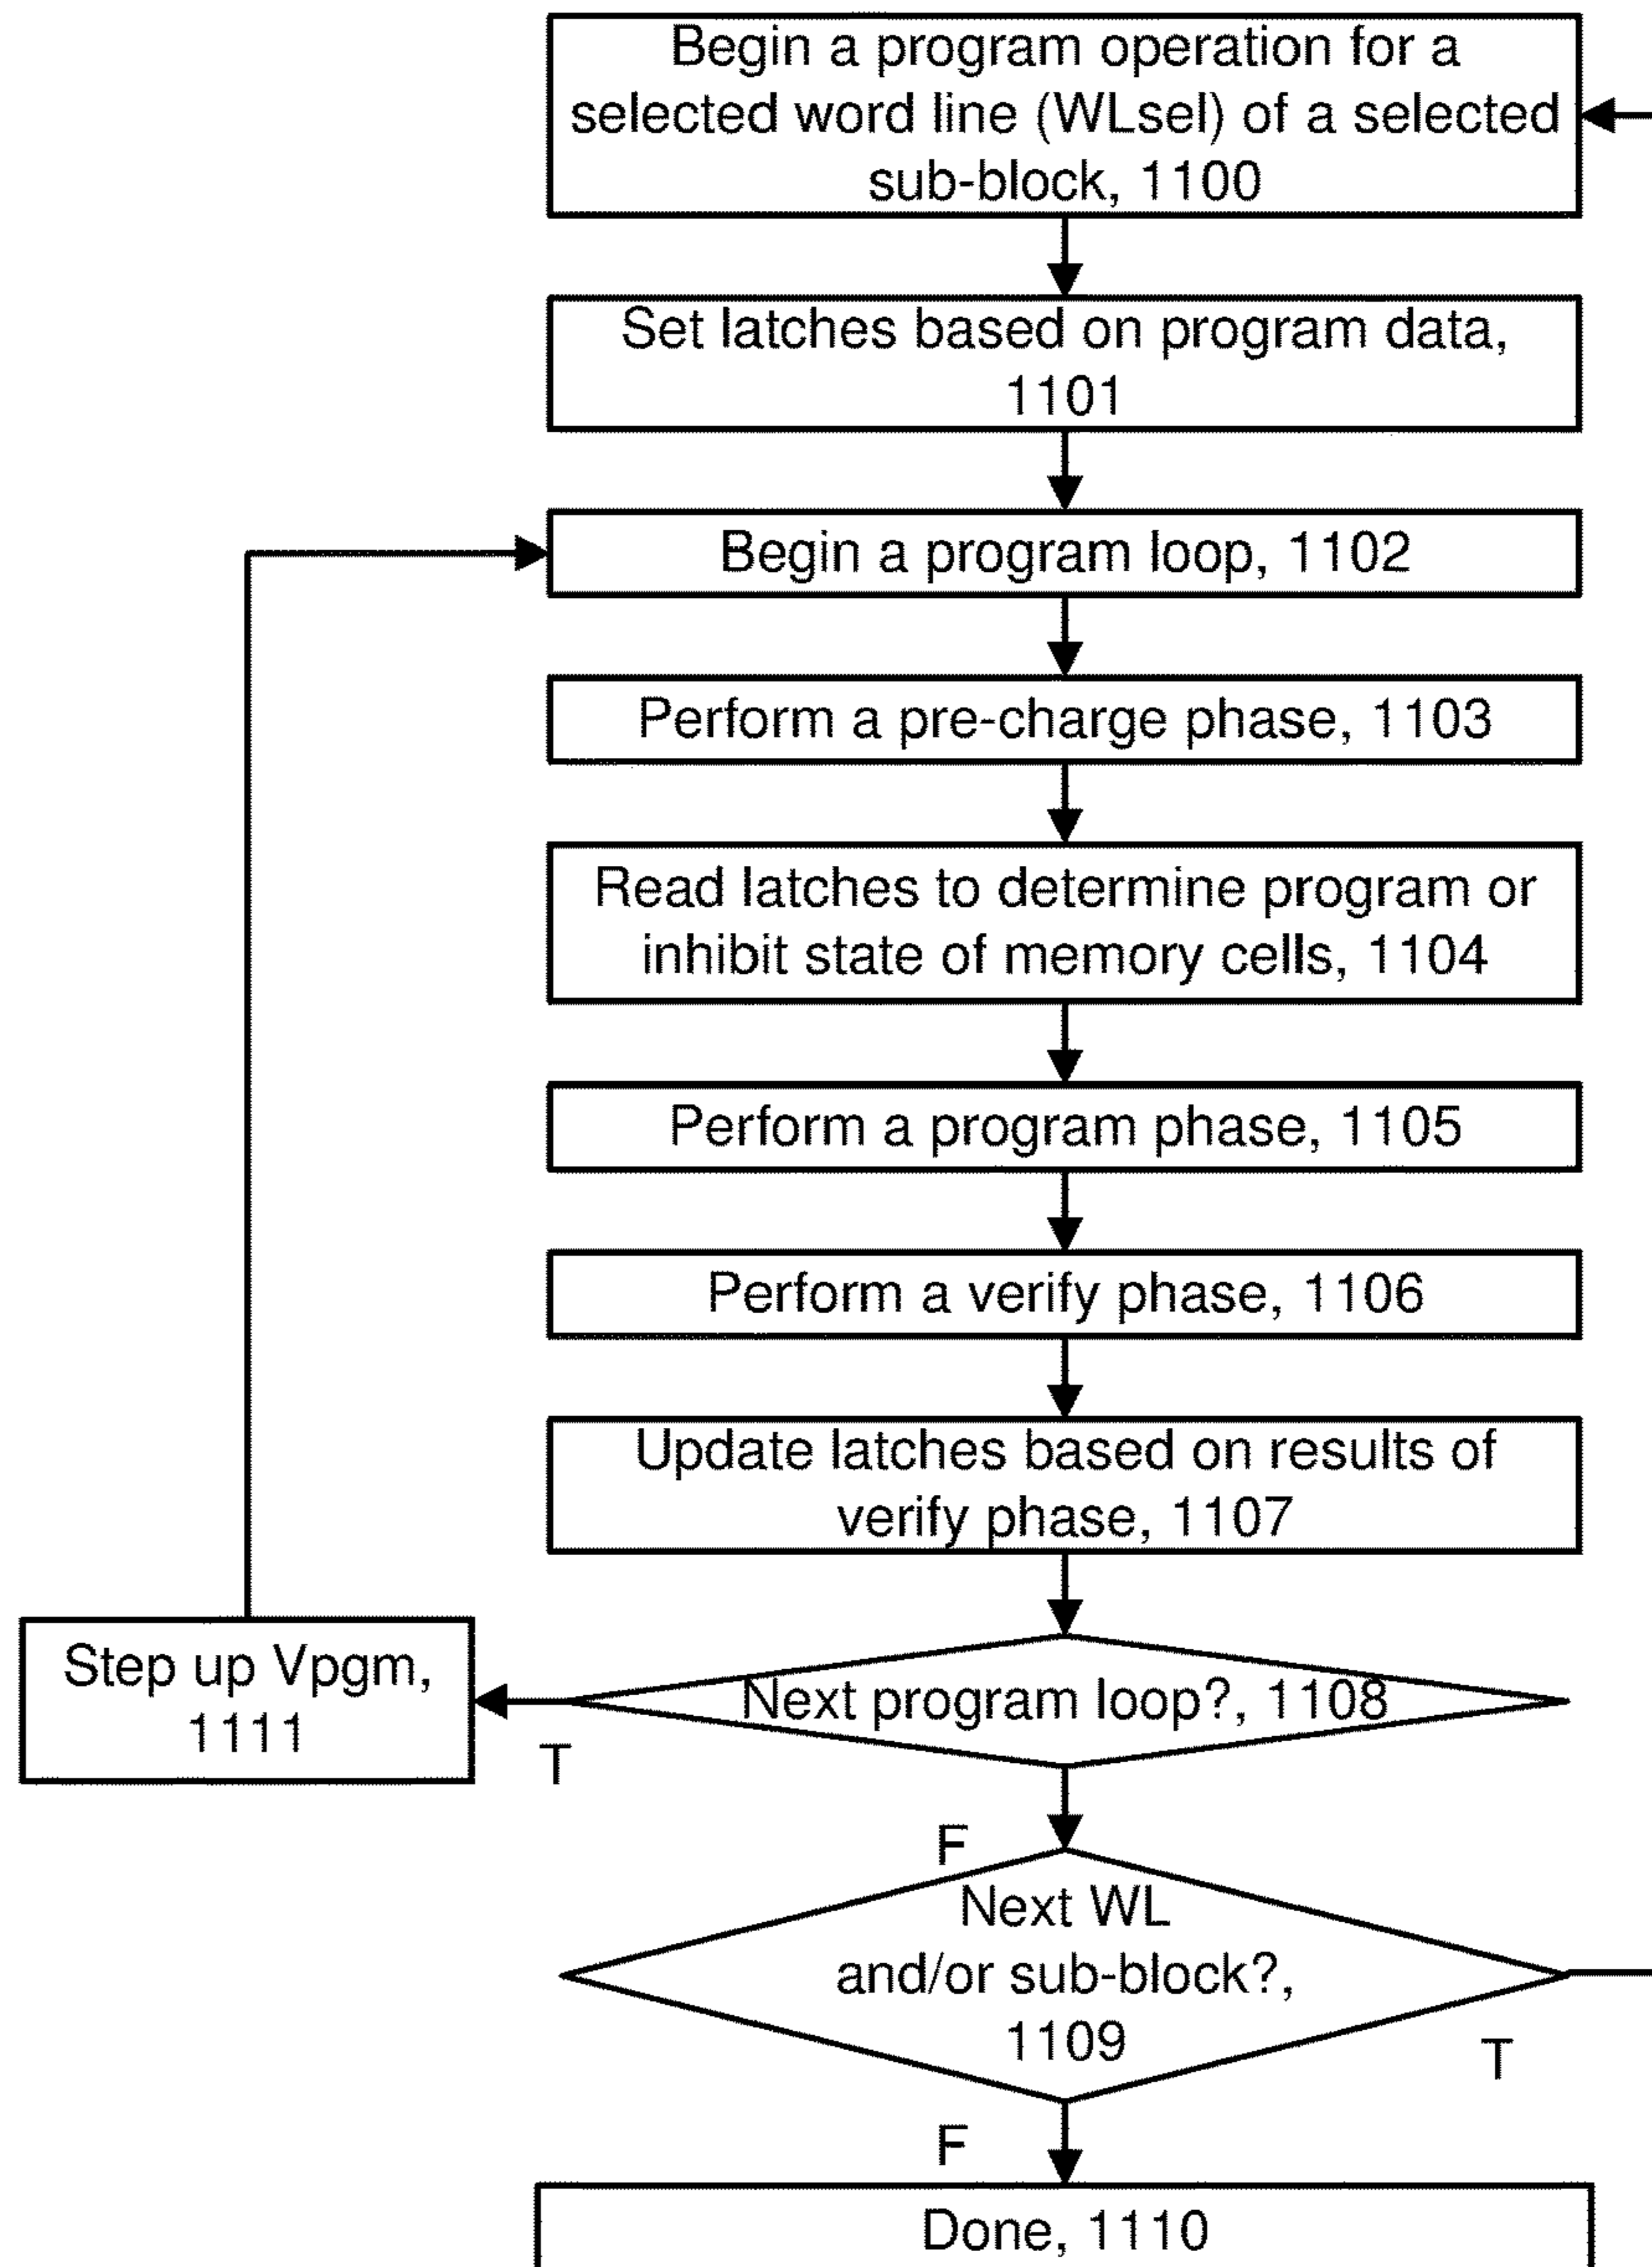 Begin a program operation for a
selected word line (WLsel) of a selected
sub-block, 1100
Set latches based on program data,
1101
Begin a program loop, 1102
Perform a pre-charge phase, 1103
Read latches to determine program or
inhibit state of memory cells, 1104
Perform a program phase, 1105
Perform a verify phase, 1106
Update latches based on results of
verify phase, 1107
Step up Vpgm,
1111
Next program loop?, 1108
T
F
Next WL
and/or sub-block?,
1109
T
F
Done, 1110